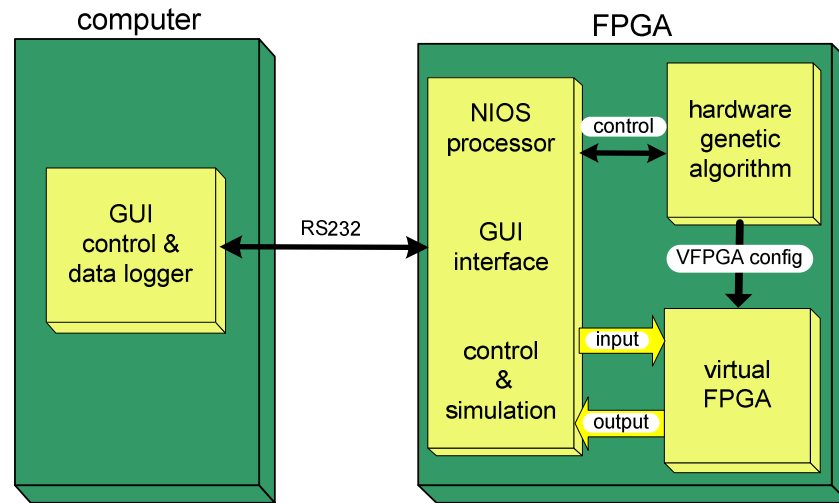 computer
GUI
control &
data logger
RS232
FPGA
NIOS
processor
GUI
interface
control
&
simulation
control
hardware
genetic
algorithm
VFPGA config
input
output
virtual
FPGA